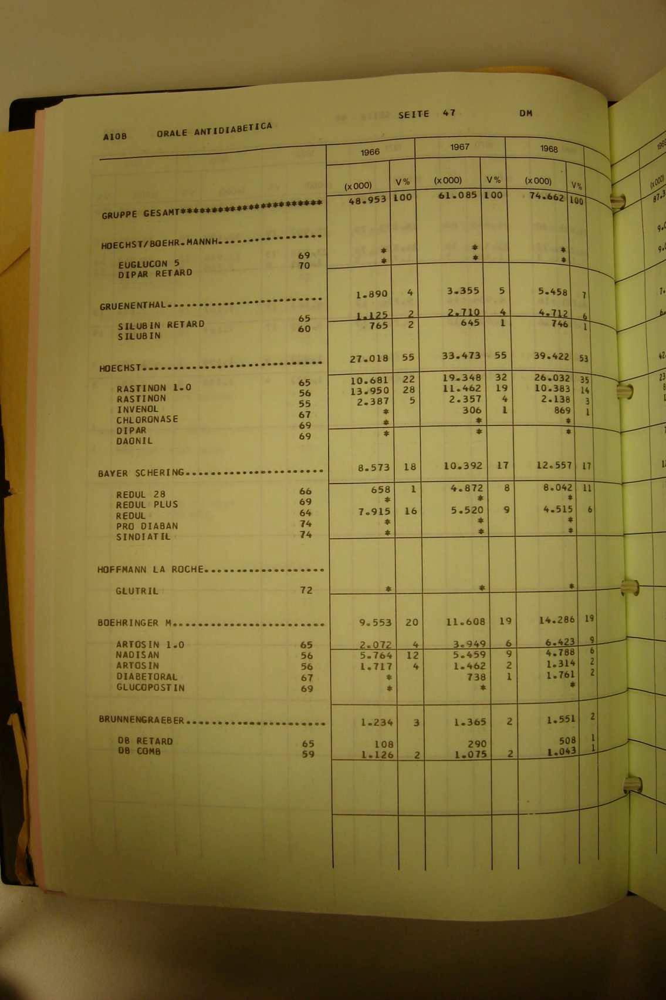 A108 ORALE ANTIDIABETICA SEITE 47 DM
1966 1967 1968
(x000) V% (x000) V% (x000) V%
GRUPPE GESAMT*********************** 48.953 100 61.085 100 74.662 100
HOECHST/BOEHR.MANNH.................
EUGLUCON 5 69 * * *
DIPAR RETARD 70 * * *
GRUENENTHAL......................... 1.890 4 3.355 5 5.458 7
SILUBIN RETARD 65 1.125 2 2.710 4 4.712 6
SILUBIN 60 765 2 645 1 746 1
HOECHST............................. 27.018 55 33.473 55 39.422 53
RASTINON 1.0 65 10.681 22 19.348 32 26.032 35
RASTINON 56 13.950 28 11.462 19 10.383 14
INVENOL 55 2.387 5 2.357 4 2.138 3
CHLORONASE 67 * 306 1 869 1
DIPAR 69 * * *
DAONIL 69 * * *
BAYER SCHERING...................... 8.573 18 10.392 17 12.557 17
REDUL 28 66 658 1 4.872 8 8.042 11
REDUL PLUS 69 * * *
REDUL 64 7.915 16 5.520 9 4.515 6
PRO DIABAN 74 * * *
SINDIATIL 74 * * *
HOFFMANN LA ROCHE...................
GLUTRIL 72 * * *
BOEHRINGER M........................ 9.553 20 11.608 19 14.286 19
ARTOSIN 1.0 65 2.072 4 3.949 6 6.423 9
NADISAN 56 5.764 12 5.459 9 4.788 6
ARTOSIN 56 1.717 4 1.462 2 1.314 2
DIABETORAL 67 * 738 1 1.761 2
GLUCOPOSTIN 69 * * *
BRUNNENGRAEBER...................... 1.234 3 1.365 2 1.551 2
DB RETARD 65 108 290 508 1
DB COMB 59 1.126 2 1.075 2 1.043 1